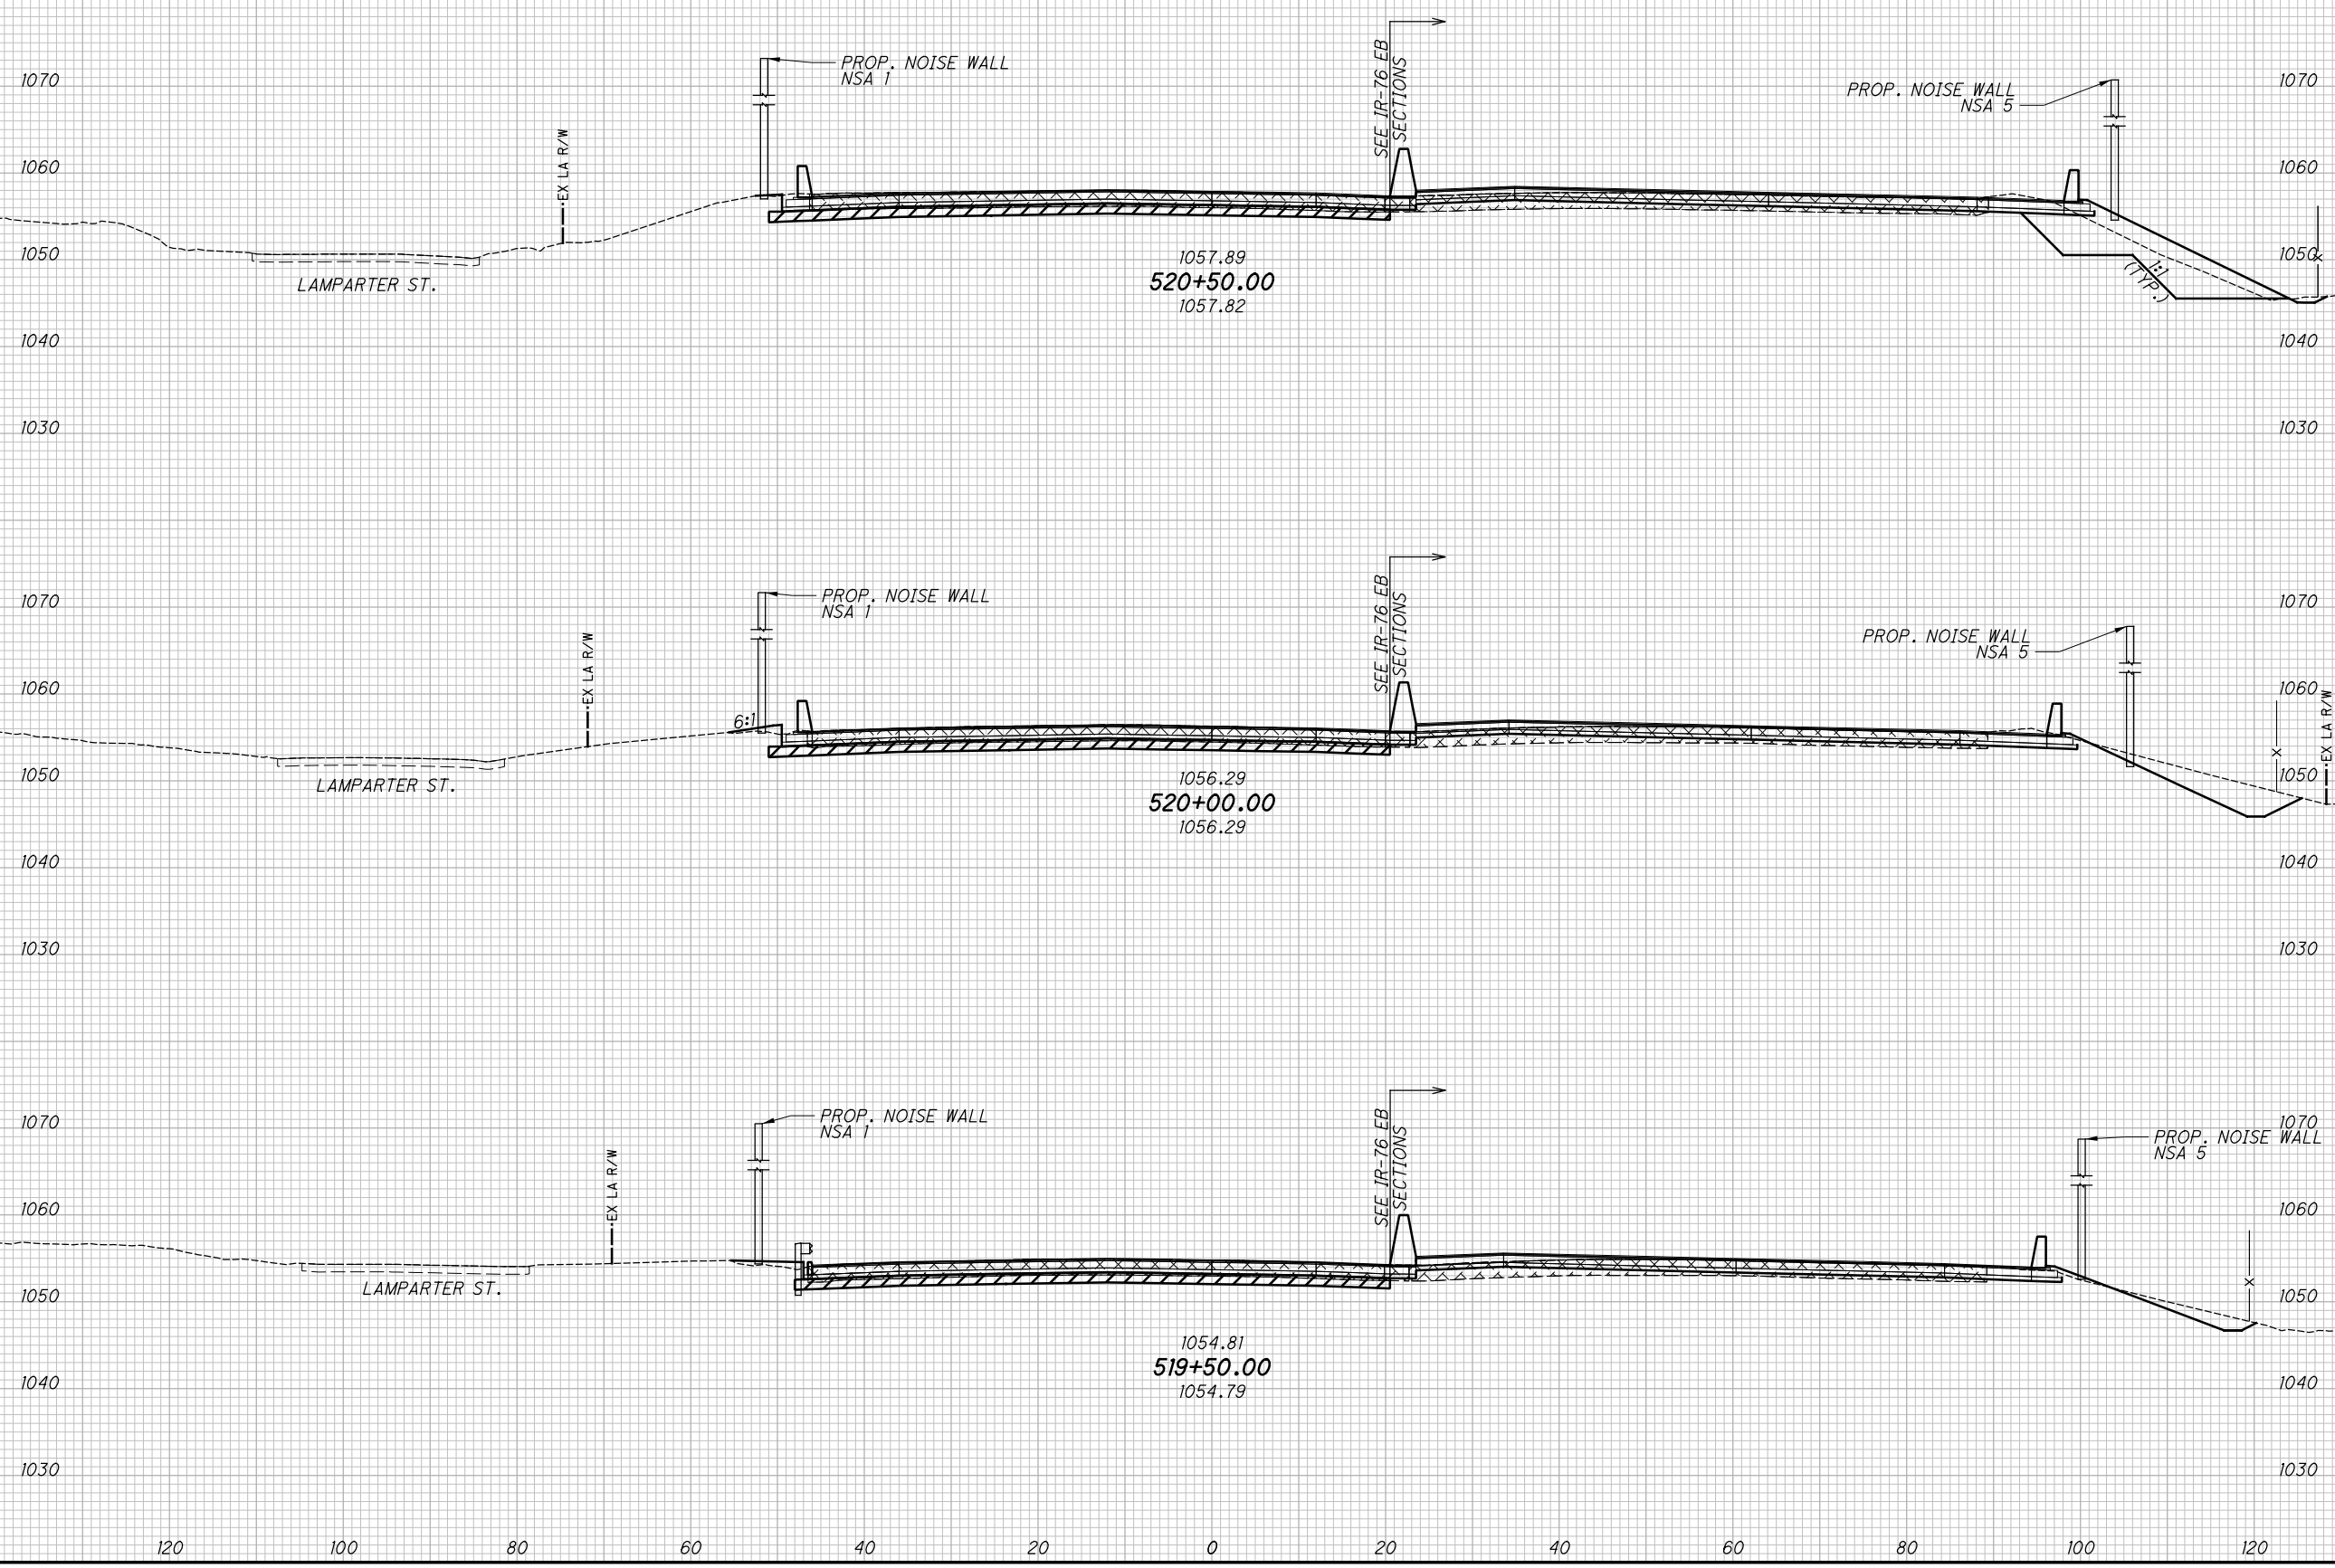 PROP. NOISE WALL
NSA 1
SEE IR-76 EB
SECTIONS
PROP. NOISE WALL
NSA 5
1070
1070
EX LA R/W
1060
1060
1050
1050
1:1
(TYP.)
LAMPARTER ST.
1057.89
520+50.00
1057.82
1040
1040
1030
1030
PROP. NOISE WALL
NSA 1
SEE IR-76 EB
SECTIONS
1070
1070
PROP. NOISE WALL
NSA 5
EX LA R/W
1060
1060
EX LA R/W
6:1
1050
1050
LAMPARTER ST.
1056.29
520+00.00
1056.29
1040
1040
1030
1030
PROP. NOISE WALL
NSA 1
SEE IR-76 EB
SECTIONS
1070
1070
PROP. NOISE WALL
NSA 5
EX LA R/W
1060
1060
LAMPARTER ST.
1050
1050
1054.81
519+50.00
1054.79
1040
1040
1030
1030
120 100 80 60 40 20 0 20 40 60 80 100 120